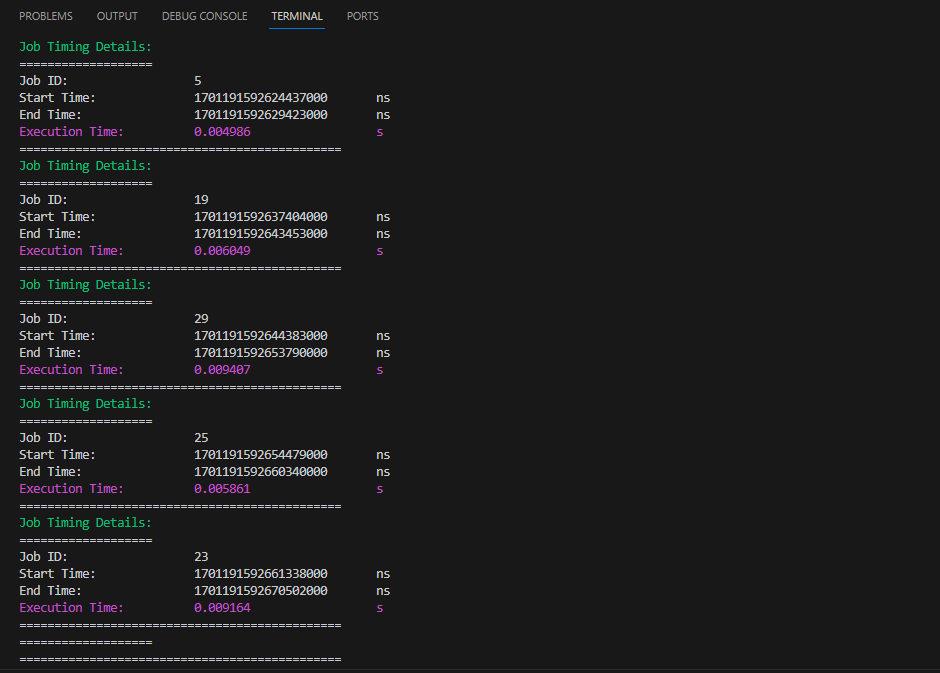 PROBLEMS OUTPUT DEBUG CONSOLE TERMINAL PORTS
Job Timing Details:
===================
Job ID: 5
Start Time: 1701191592624437000 ns
End Time: 1701191592629423000 ns
Execution Time: 0.004986 s
==============================================
Job Timing Details:
===================
Job ID: 19
Start Time: 1701191592637404000 ns
End Time: 1701191592643453000 ns
Execution Time: 0.006049 s
==============================================
Job Timing Details:
===================
Job ID: 29
Start Time: 1701191592644383000 ns
End Time: 1701191592653790000 ns
Execution Time: 0.009407 s
==============================================
Job Timing Details:
===================
Job ID: 25
Start Time: 1701191592654479000 ns
End Time: 1701191592660340000 ns
Execution Time: 0.005861 s
==============================================
Job Timing Details:
===================
Job ID: 23
Start Time: 1701191592661338000 ns
End Time: 1701191592670502000 ns
Execution Time: 0.009164 s
==============================================
===================
==============================================